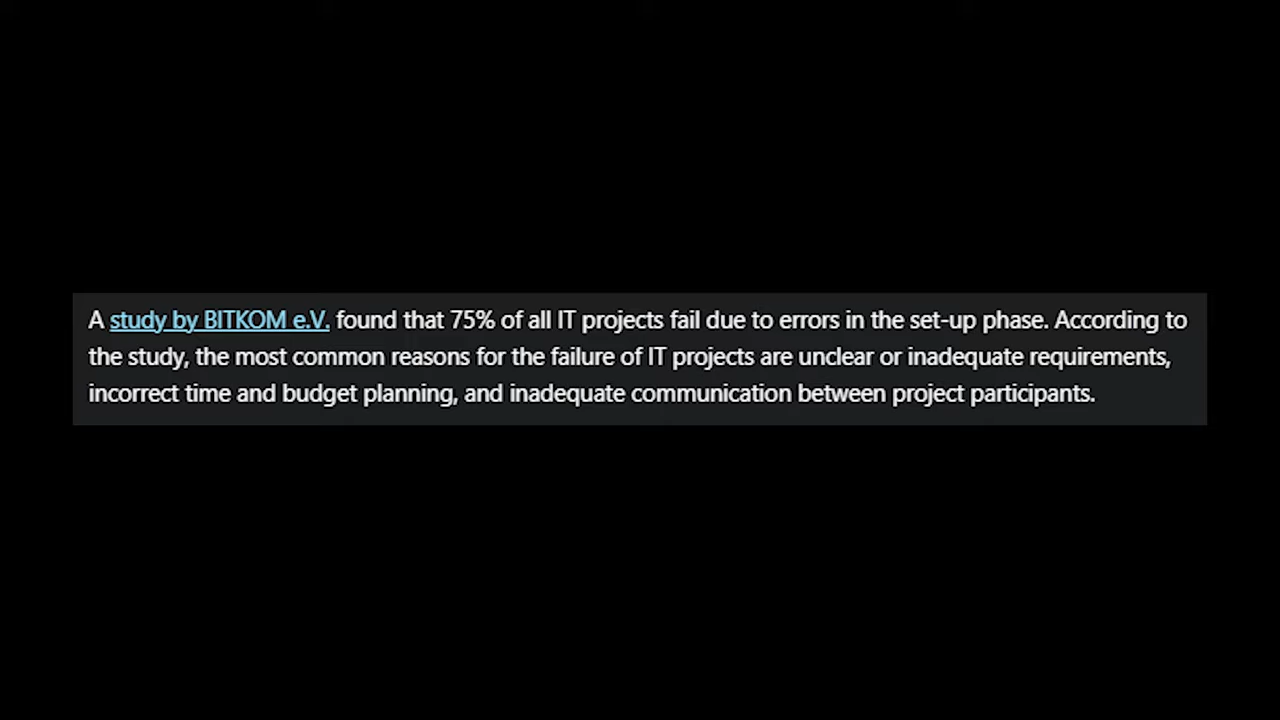 A study by BITKOM e.V. found that 75% of all IT projects fail due to errors in the set-up phase. According to
the study, the most common reasons for the failure of IT projects are unclear or inadequate requirements,
incorrect time and budget planning, and inadequate communication between project participants.